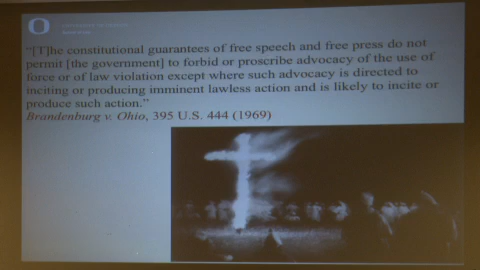 O
"[T]he constitutional guarantees of free speech and free press do not
permit [the government] to forbid or proscribe advocacy of the use of
force or of law violation except where such advocacy is directed to
inciting or producing imminent lawless action and is likely to incite or
produce such action."
Brandenburg v. Ohio, 395 U.S. 444 (1969)